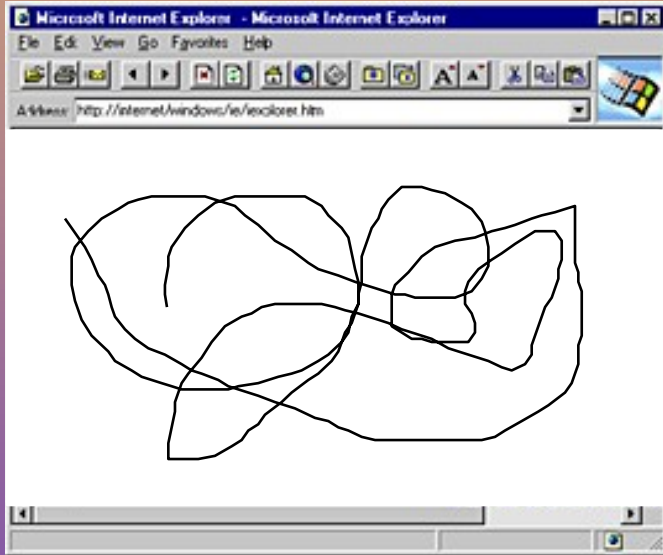 Microsoft Internet Explorer - Microsoft Internet Explorer
File Edit View Go Favorites Help
Address: http://internet/windows/ie/iexplorer.htm